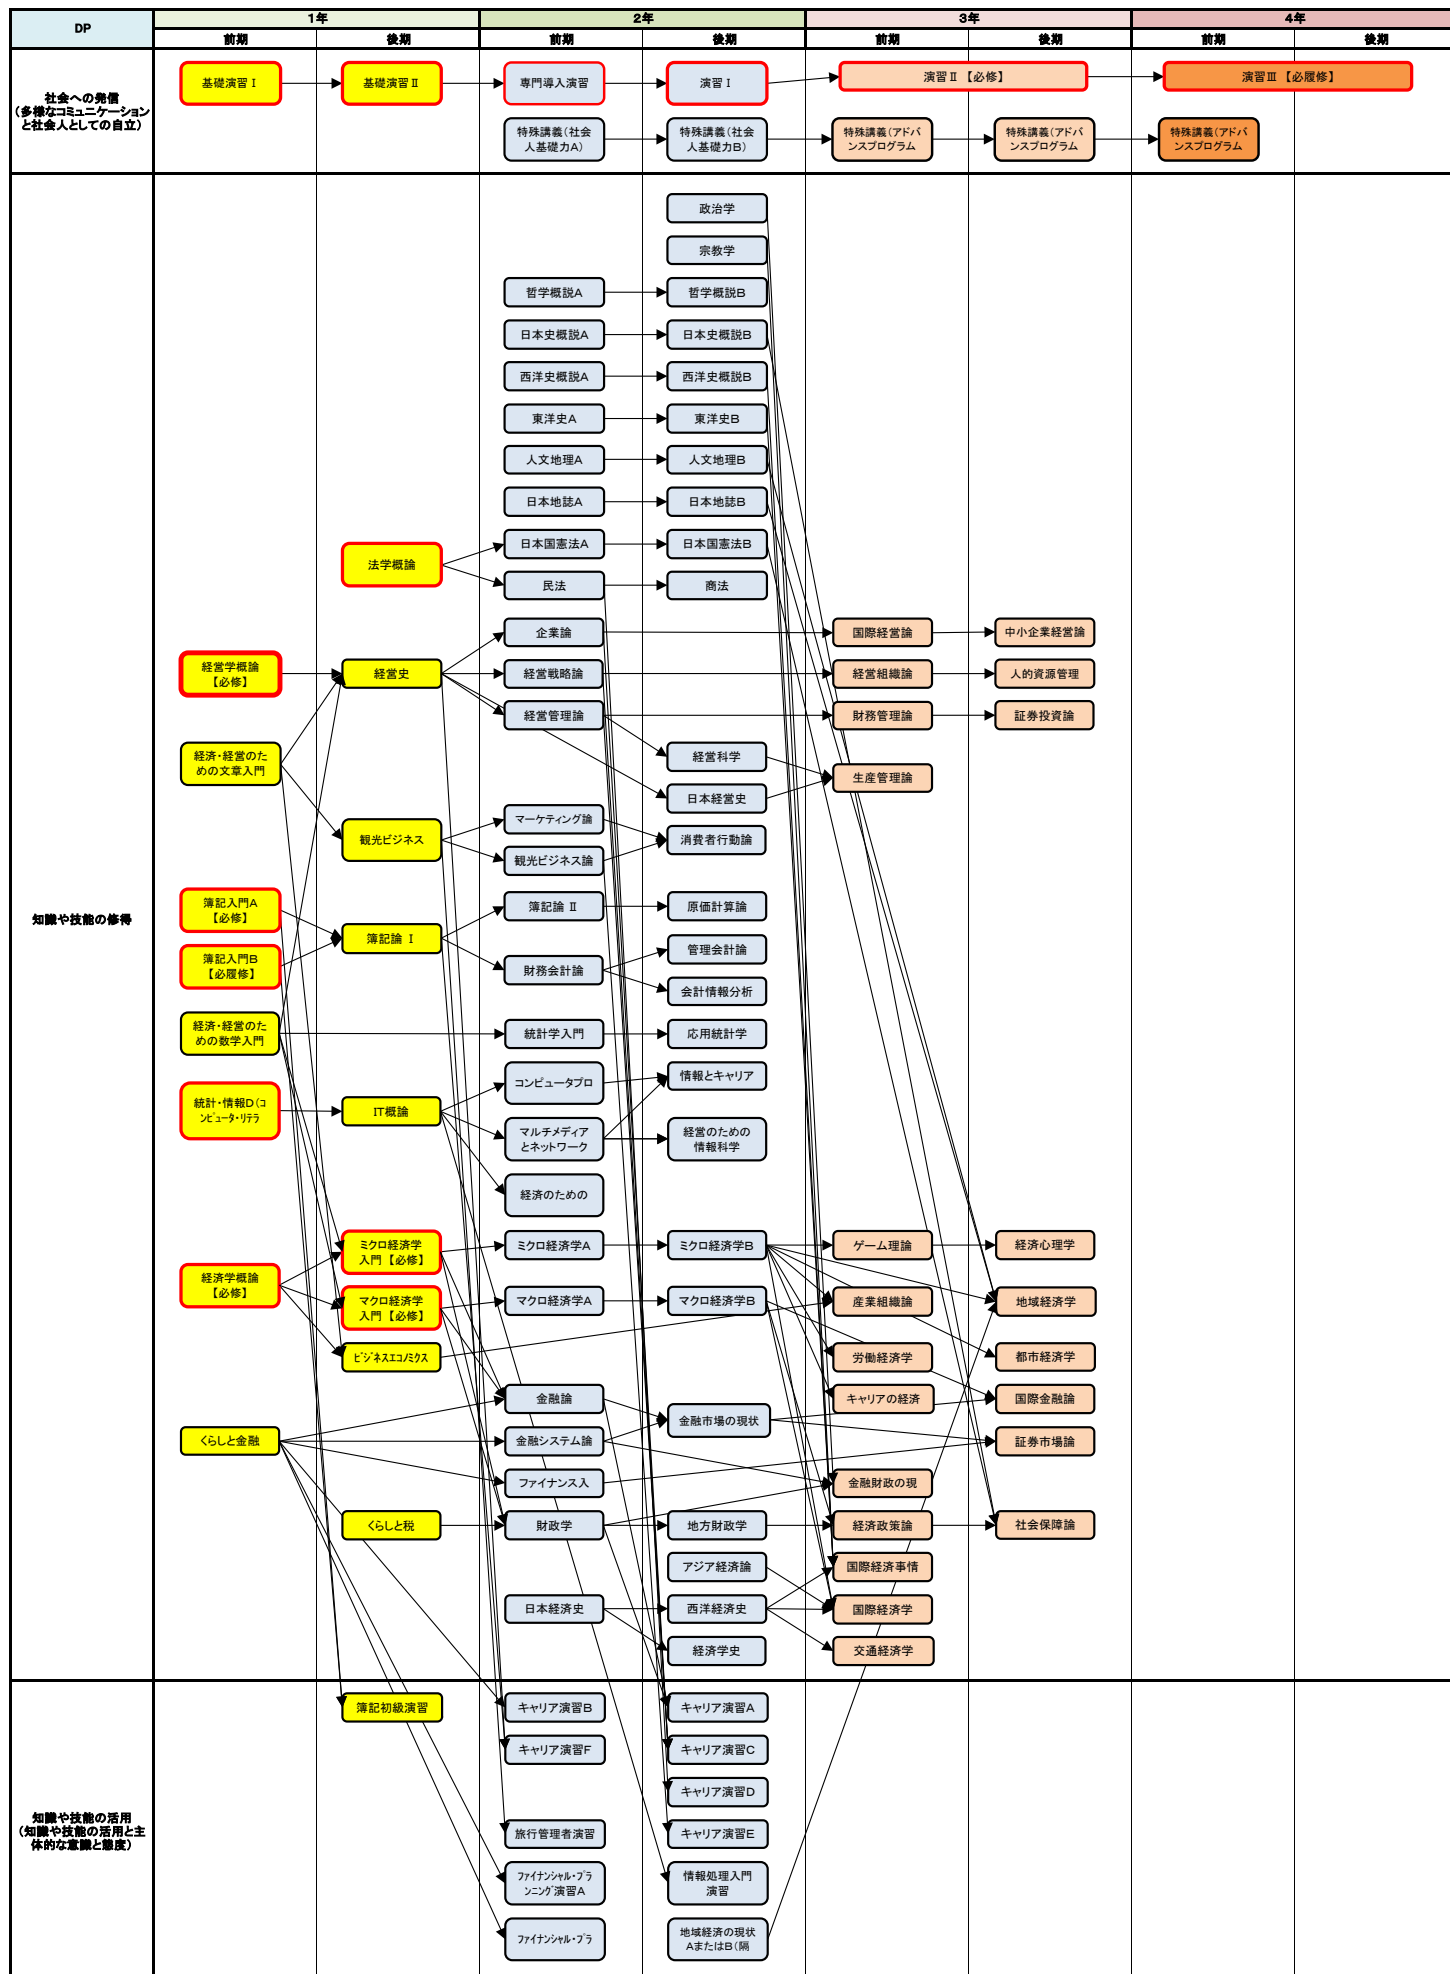 DP
1年
2年
3年
4年
前期
後期
前期
後期
前期
後期
前期
後期
社会への発信
（多様なコミュニケーション
と社会人としての自立）
基礎演習Ⅰ
基礎演習Ⅱ
専門導入演習
演習Ⅰ
演習Ⅱ【必修】
演習Ⅲ【必履修】
特殊講義（社会
人基礎力A）
特殊講義（社会
人基礎力B）
特殊講義（アドバ
ンスプログラム
特殊講義（アドバ
ンスプログラム
特殊講義（アドバ
ンスプログラム
知識や技能の修得
政治学
宗教学
哲学概説A
哲学概説B
日本史概説A
日本史概説B
西洋史概説A
西洋史概説B
東洋史A
東洋史B
人文地理A
人文地理B
日本地誌A
日本地誌B
法学概論
日本国憲法A
日本国憲法B
民法
商法
企業論
国際経営論
中小企業経営論
経営学概論
【必修】
経営史
経営戦略論
経営組織論
人的資源管理
経営管理論
財務管理論
証券投資論
経済・経営のた
めの文章入門
経営科学
生産管理論
日本経営史
観光ビジネス
マーケティング論
消費者行動論
観光ビジネス論
簿記入門A
【必修】
簿記論 Ⅰ
簿記論 Ⅱ
原価計算論
簿記入門B
【必履修】
財務会計論
管理会計論
会計情報分析
経済・経営のた
めの数学入門
統計学入門
応用統計学
統計・情報D（コ
ンピュータ・リテラ
IT概論
コンピュータプロ
情報とキャリア
マルチメディア
とネットワーク
経営のための
情報科学
経済のための
経済学概論
【必修】
ミクロ経済学
入門【必修】
ミクロ経済学A
ミクロ経済学B
ゲーム理論
経済心理学
マクロ経済学
入門【必修】
マクロ経済学A
マクロ経済学B
産業組織論
地域経済学
ビジネスエコノミクス
労働経済学
都市経済学
金融論
金融市場の現状
キャリアの経済
国際金融論
くらしと金融
金融システム論
証券市場論
ファイナンス入
金融財政の現
くらしと税
財政学
地方財政学
経済政策論
社会保障論
アジア経済論
国際経済事情
日本経済史
西洋経済史
国際経済学
経済学史
交通経済学
知識や技能の活用
（知識や技能の活用と主
体的な意識と態度）
簿記初級演習
キャリア演習B
キャリア演習A
キャリア演習F
キャリア演習C
キャリア演習D
旅行管理者演習
キャリア演習E
ファイナンシャル・プラ
ンニング演習A
情報処理入門
演習
ファイナンシャル・プラ
地域経済の現状
AまたはB（隔